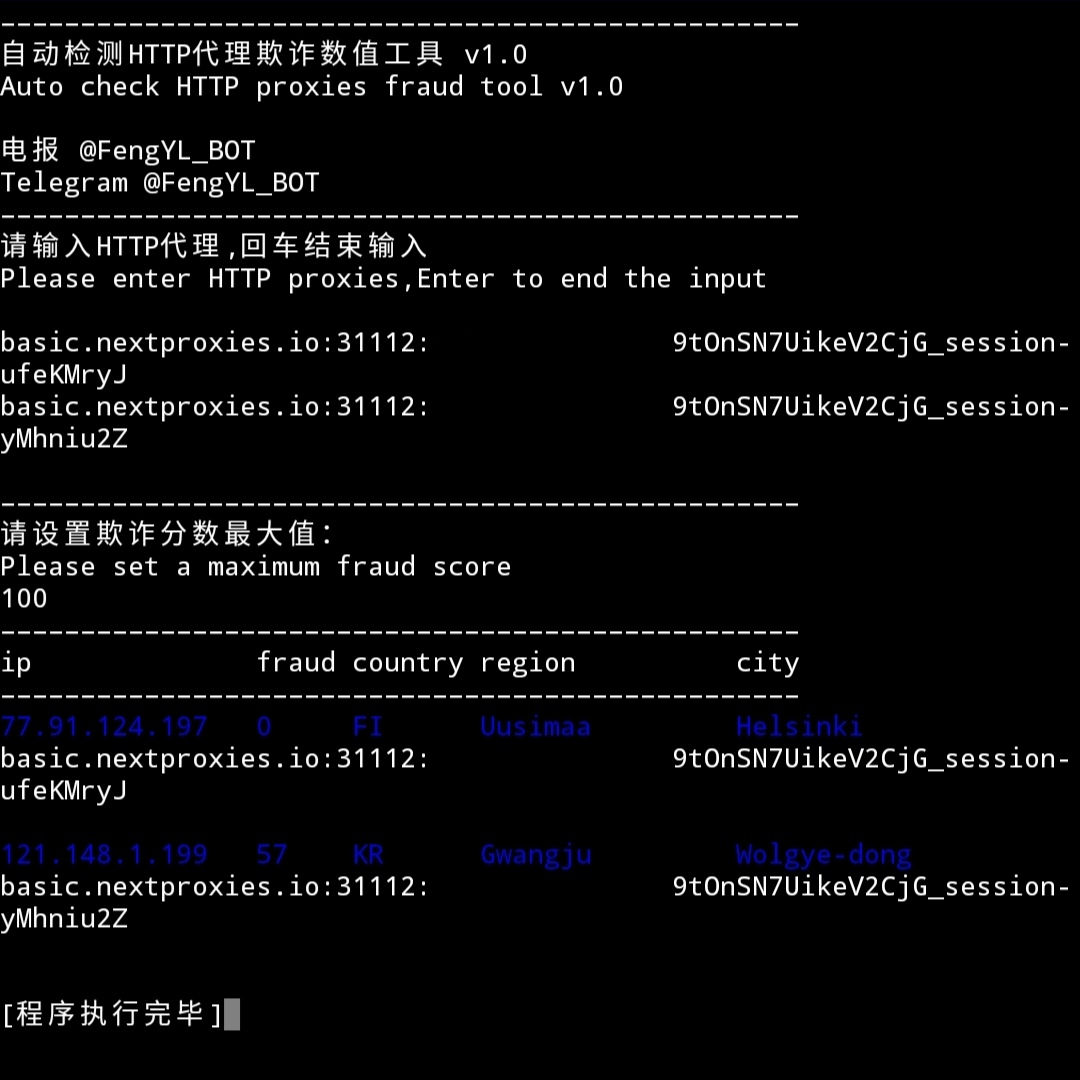 --------------------------------------------------
自动检测HTTP代理欺诈数值工具 v1.0
Auto check HTTP proxies fraud tool v1.0
电报 @FengYL_BOT
Telegram @FengYL_BOT
--------------------------------------------------
请输入HTTP代理,回车结束输入
Please enter HTTP proxies,Enter to end the input
basic.nextproxies.io:31112: 9tOnSN7UikeV2CjG_session-
ufeKMryJ
basic.nextproxies.io:31112: 9tOnSN7UikeV2CjG_session-
yMhniu2Z
--------------------------------------------------
请设置欺诈分数最大值:
Please set a maximum fraud score
100
--------------------------------------------------
ip fraud country region city
--------------------------------------------------
77.91.124.197 0 FI Uusimaa Helsinki
basic.nextproxies.io:31112: 9tOnSN7UikeV2CjG_session-
ufeKMryJ
121.148.1.199 57 KR Gwangju Wolgye-dong
basic.nextproxies.io:31112: 9tOnSN7UikeV2CjG_session-
yMhniu2Z
[程序执行完毕]